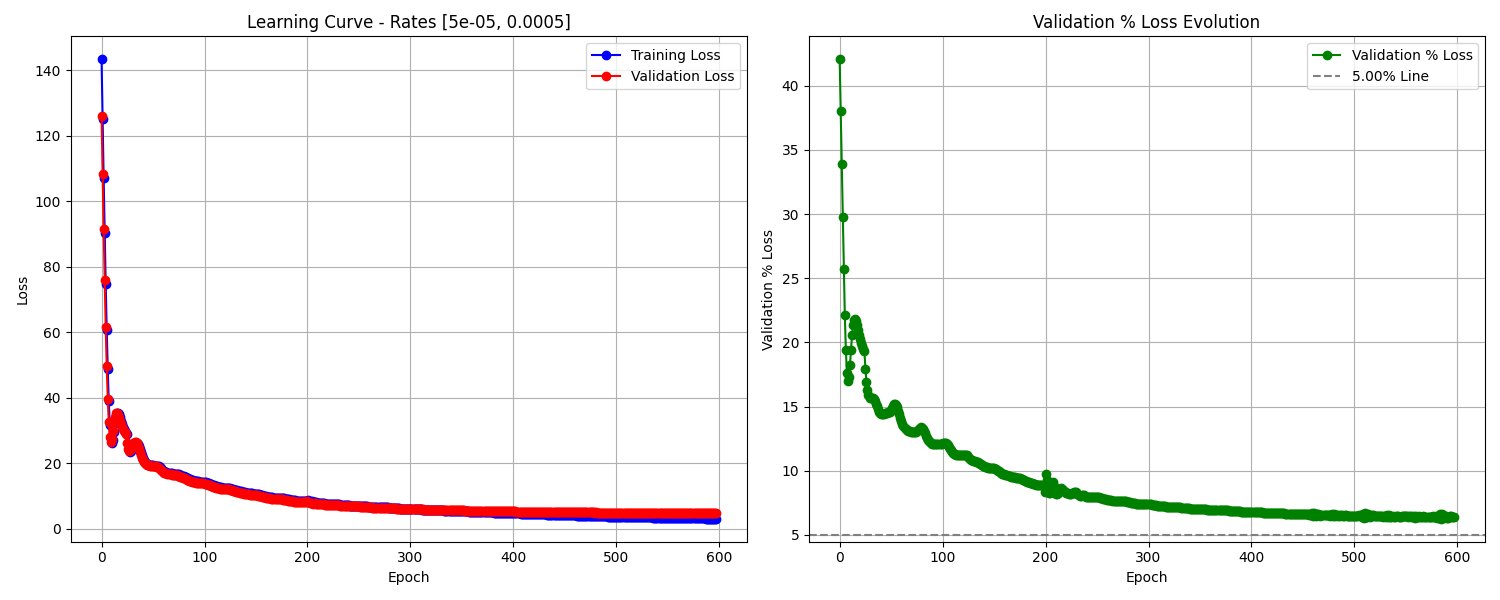 Learning Curve - Rates [5e-05, 0.0005]
Training Loss
Validation Loss
Loss
140
120
100
80
60
40
20
0
0 100 200 300 400 500 600
Epoch
Validation % Loss Evolution
Validation % Loss
5.00% Line
Validation % Loss
40
35
30
25
20
15
10
5
0 100 200 300 400 500 600
Epoch